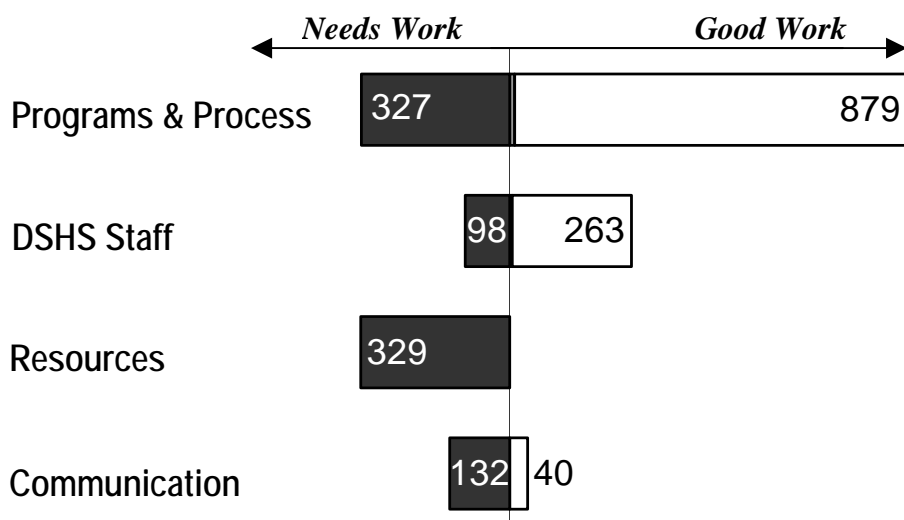 Needs Work Good Work
Programs & Process 327 879
DSHS Staff 98 263
Resources 329
Communication 132 40